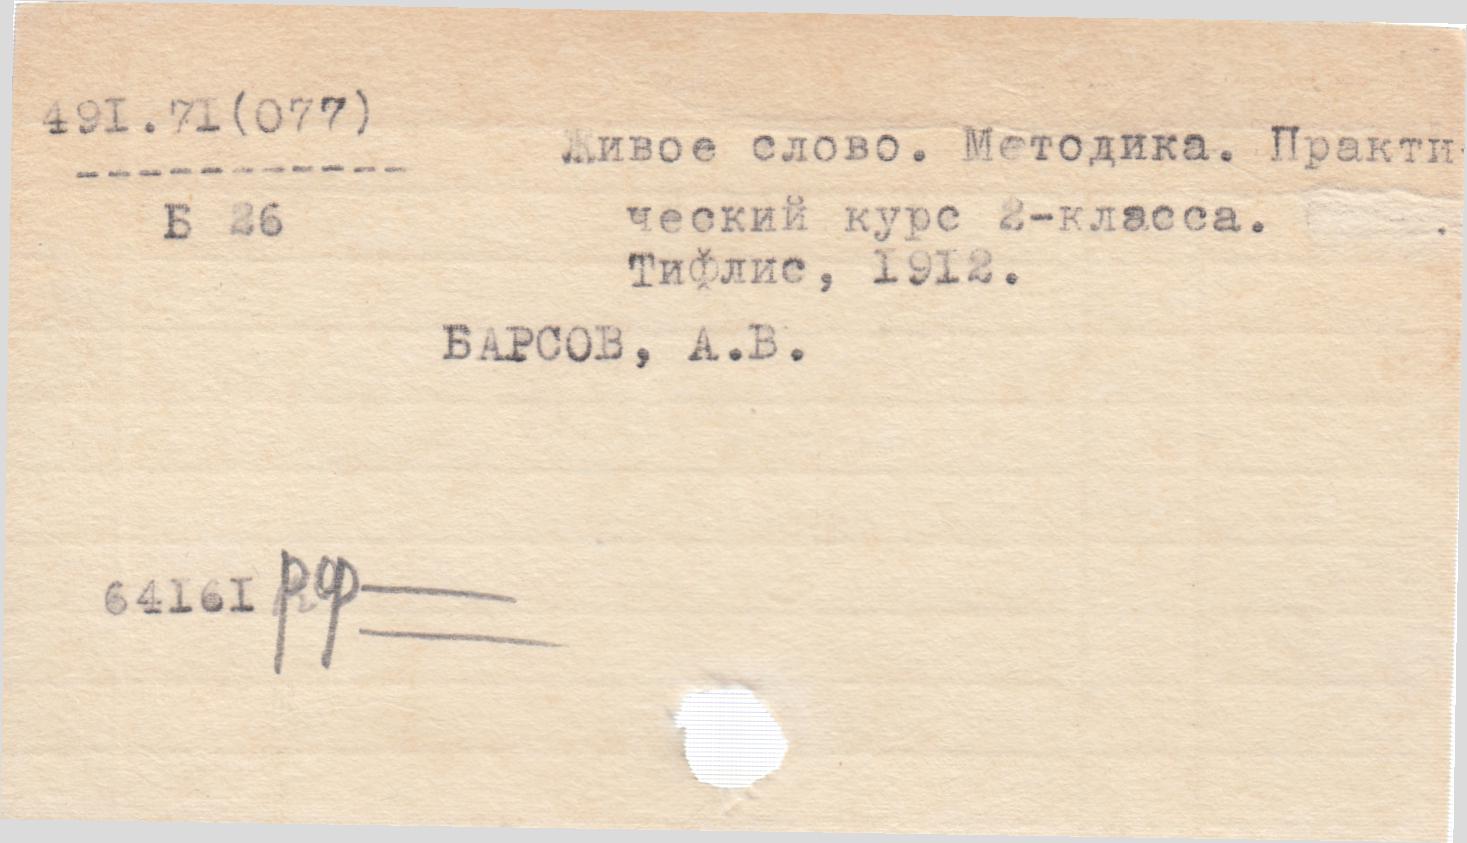 491.71(077)
-----------
Б 26
Живое слово. Методика. Практи-
ческий курс 2-класса.
Тифлис, 1912.
БАРСОВ, А.В.
64161 рф